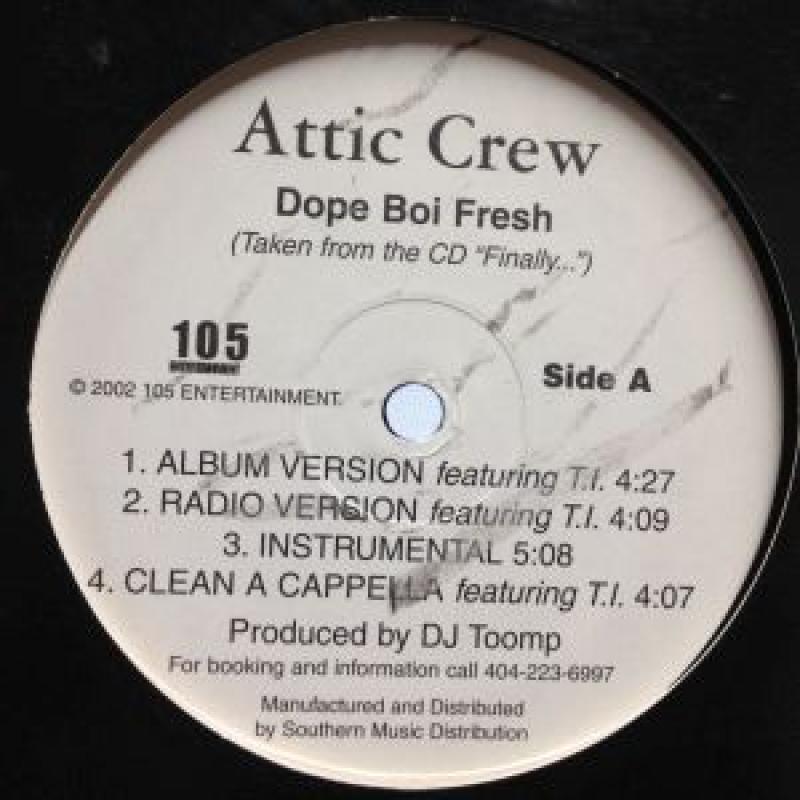 Attic Crew
Dope Boi Fresh
(Taken from the CD "Finally...")
105
Side A
© 2002 105 ENTERTAINMENT.
1. ALBUM VERSION featuring T.I. 4:27
2. RADIO VERSION featuring T.I. 4:09
3. INSTRUMENTAL 5:08
4. CLEAN A CAPPELLA featuring T.I. 4:07
Produced by DJ Toomp
For booking and information call 404-223-6997
Manufactured and Distributed
by Southern Music Distribution